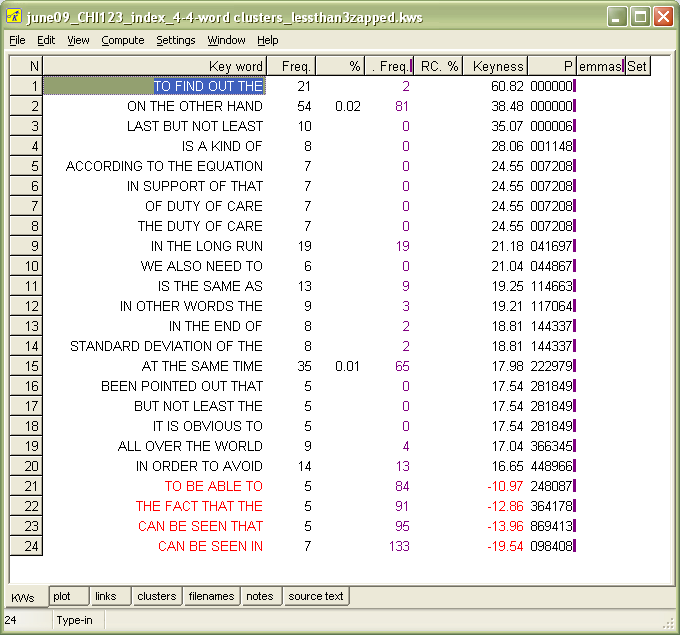 june09_CHI123_index_4-4-word clusters_lessthan3zapped.kws
File Edit View Compute Settings Window Help
N Key word Freq. % . Freq. RC. % Keyness P emmas Set
1 TO FIND OUT THE 21 2 60.82 000000
2 ON THE OTHER HAND 54 0.02 81 38.48 000000
3 LAST BUT NOT LEAST 10 0 35.07 000006
4 IS A KIND OF 8 0 28.06 001148
5 ACCORDING TO THE EQUATION 7 0 24.55 007208
6 IN SUPPORT OF THAT 7 0 24.55 007208
7 OF DUTY OF CARE 7 0 24.55 007208
8 THE DUTY OF CARE 7 0 24.55 007208
9 IN THE LONG RUN 19 19 21.18 041697
10 WE ALSO NEED TO 6 0 21.04 044867
11 IS THE SAME AS 13 9 19.25 114663
12 IN OTHER WORDS THE 9 3 19.21 117064
13 IN THE END OF 8 2 18.81 144337
14 STANDARD DEVIATION OF THE 8 2 18.81 144337
15 AT THE SAME TIME 35 0.01 65 17.98 222979
16 BEEN POINTED OUT THAT 5 0 17.54 281849
17 BUT NOT LEAST THE 5 0 17.54 281849
18 IT IS OBVIOUS TO 5 0 17.54 281849
19 ALL OVER THE WORLD 9 4 17.04 366345
20 IN ORDER TO AVOID 14 13 16.65 448966
21 TO BE ABLE TO 5 84 -10.97 248087
22 THE FACT THAT THE 5 91 -12.86 364178
23 CAN BE SEEN THAT 5 95 -13.96 869413
24 CAN BE SEEN IN 7 133 -19.54 098408
KWs plot links clusters filenames notes source text
24 Type-in